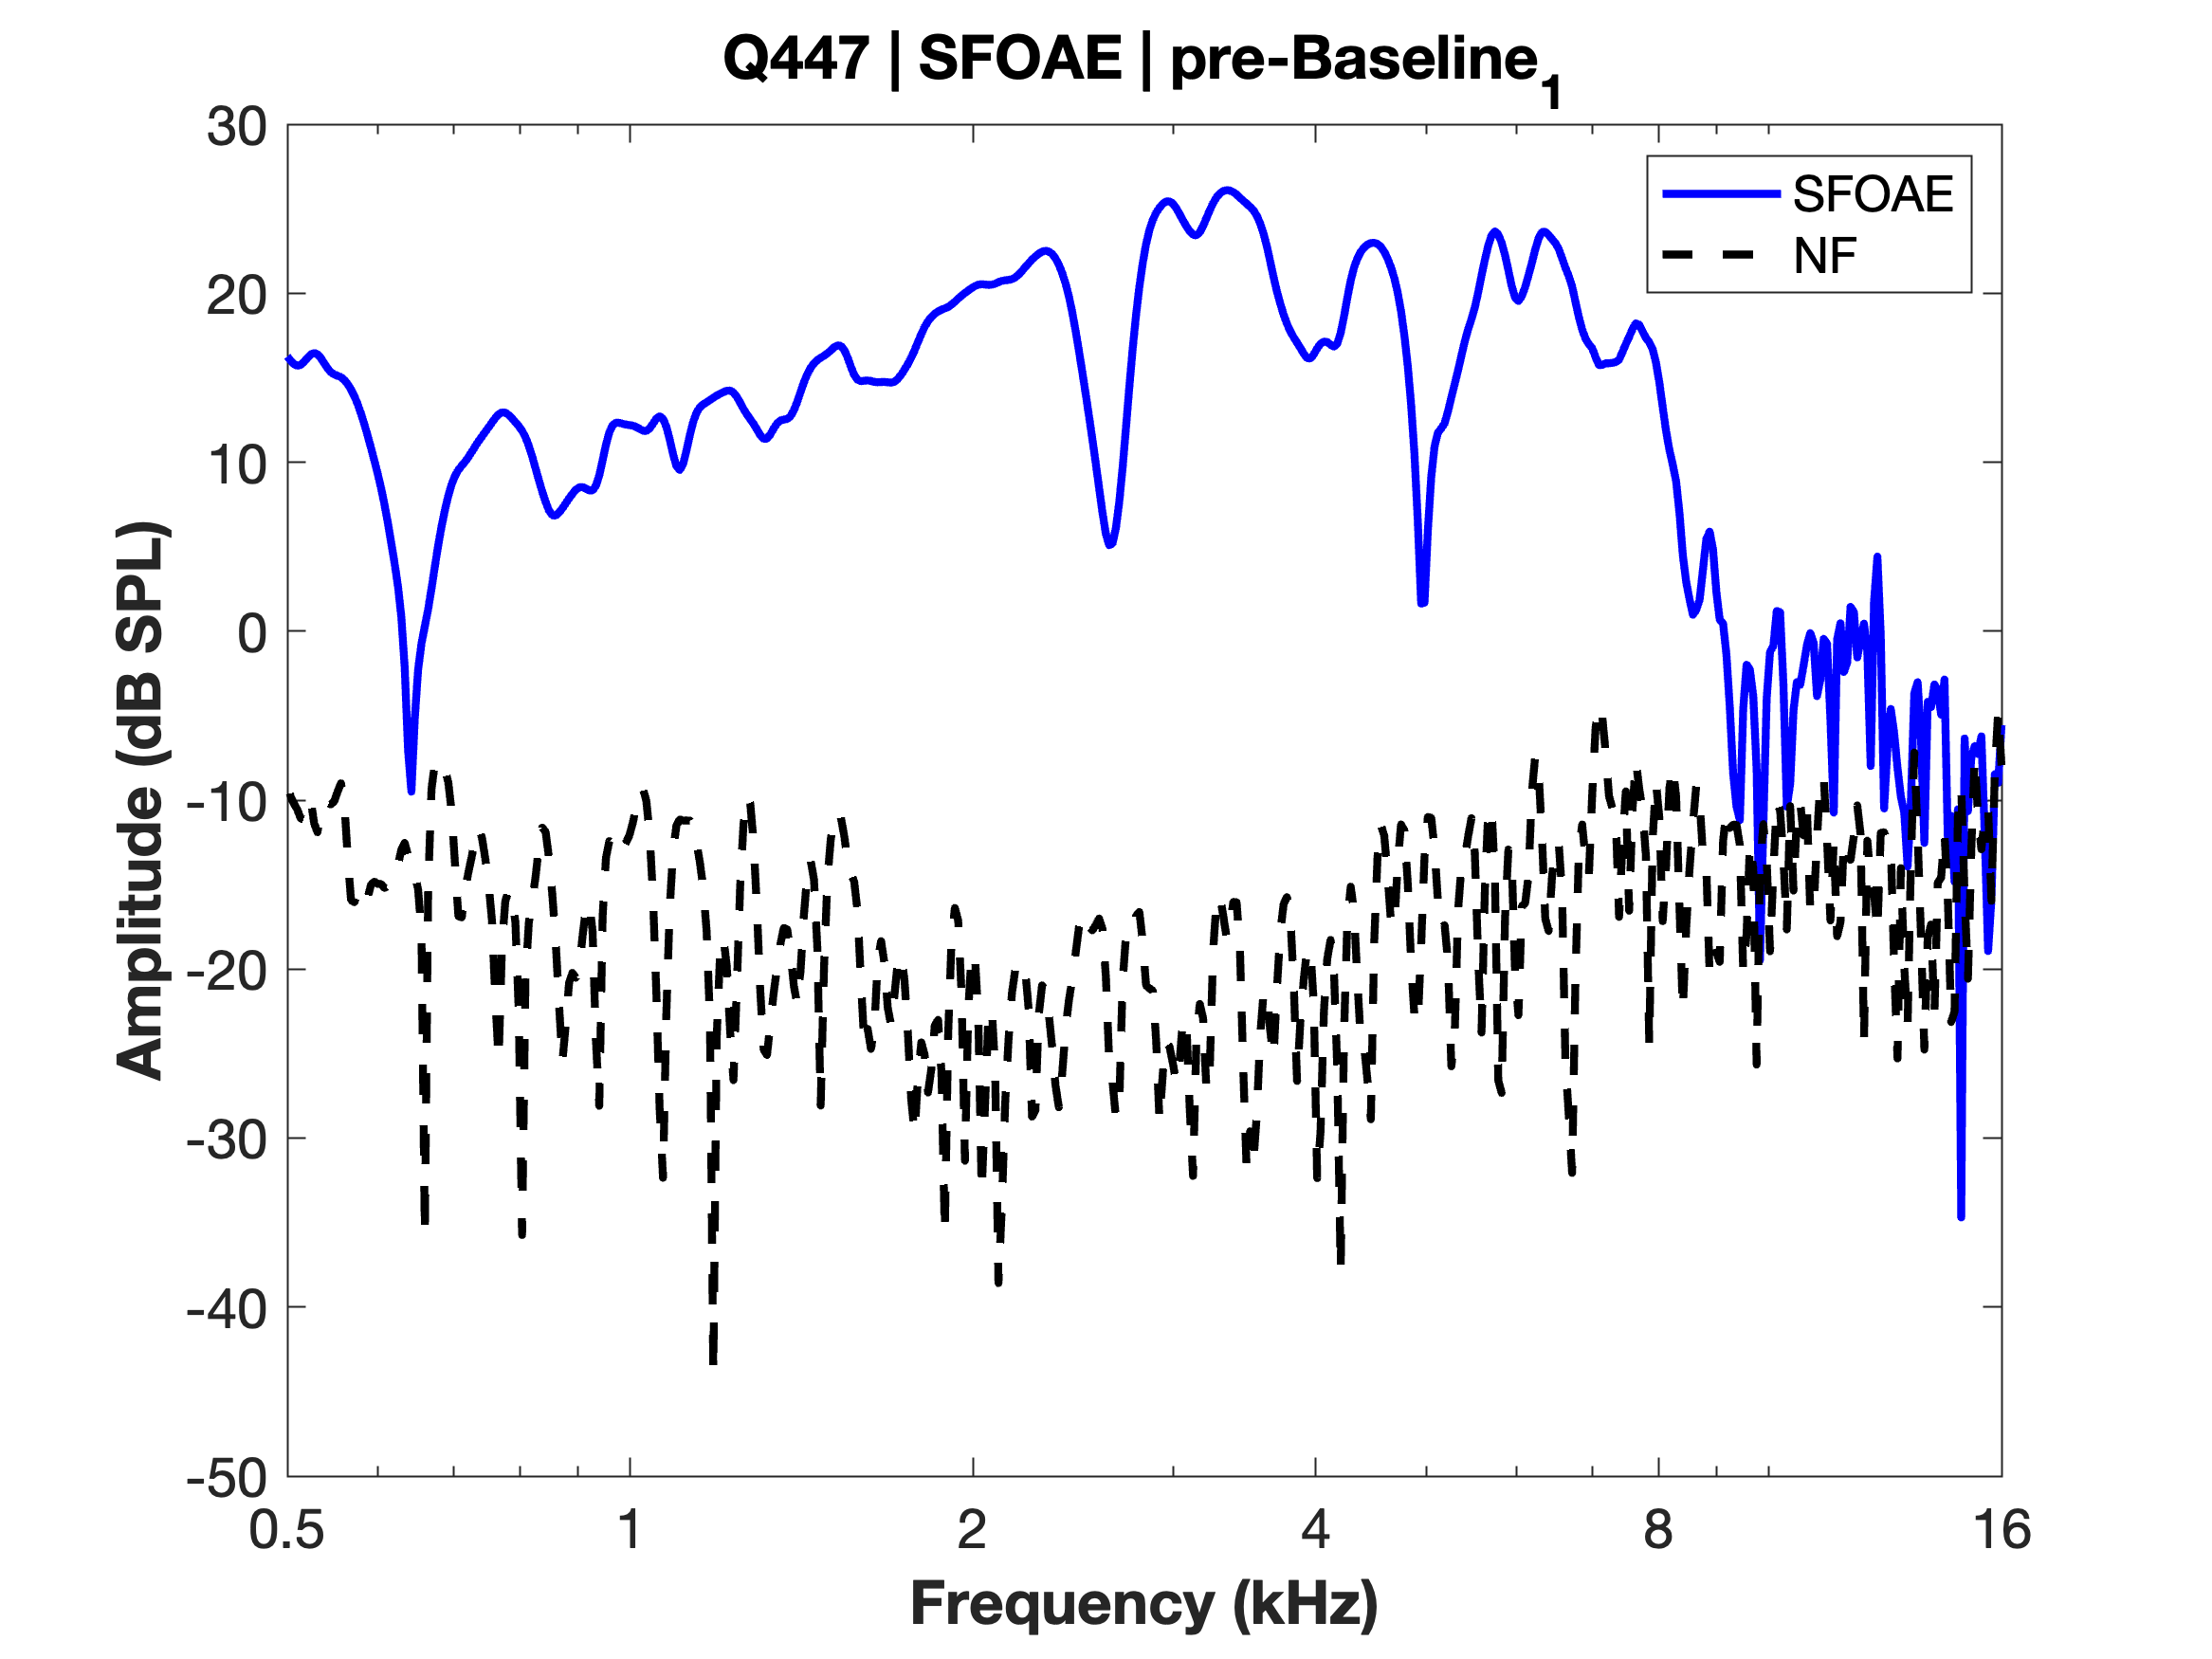 Q447 | SFOAE | pre-Baseline₁
30
20
10
0
-10
-20
-30
-40
-50
Amplitude (dB SPL)
SFOAE
NF
0.5 1 2 4 8 16
Frequency (kHz)